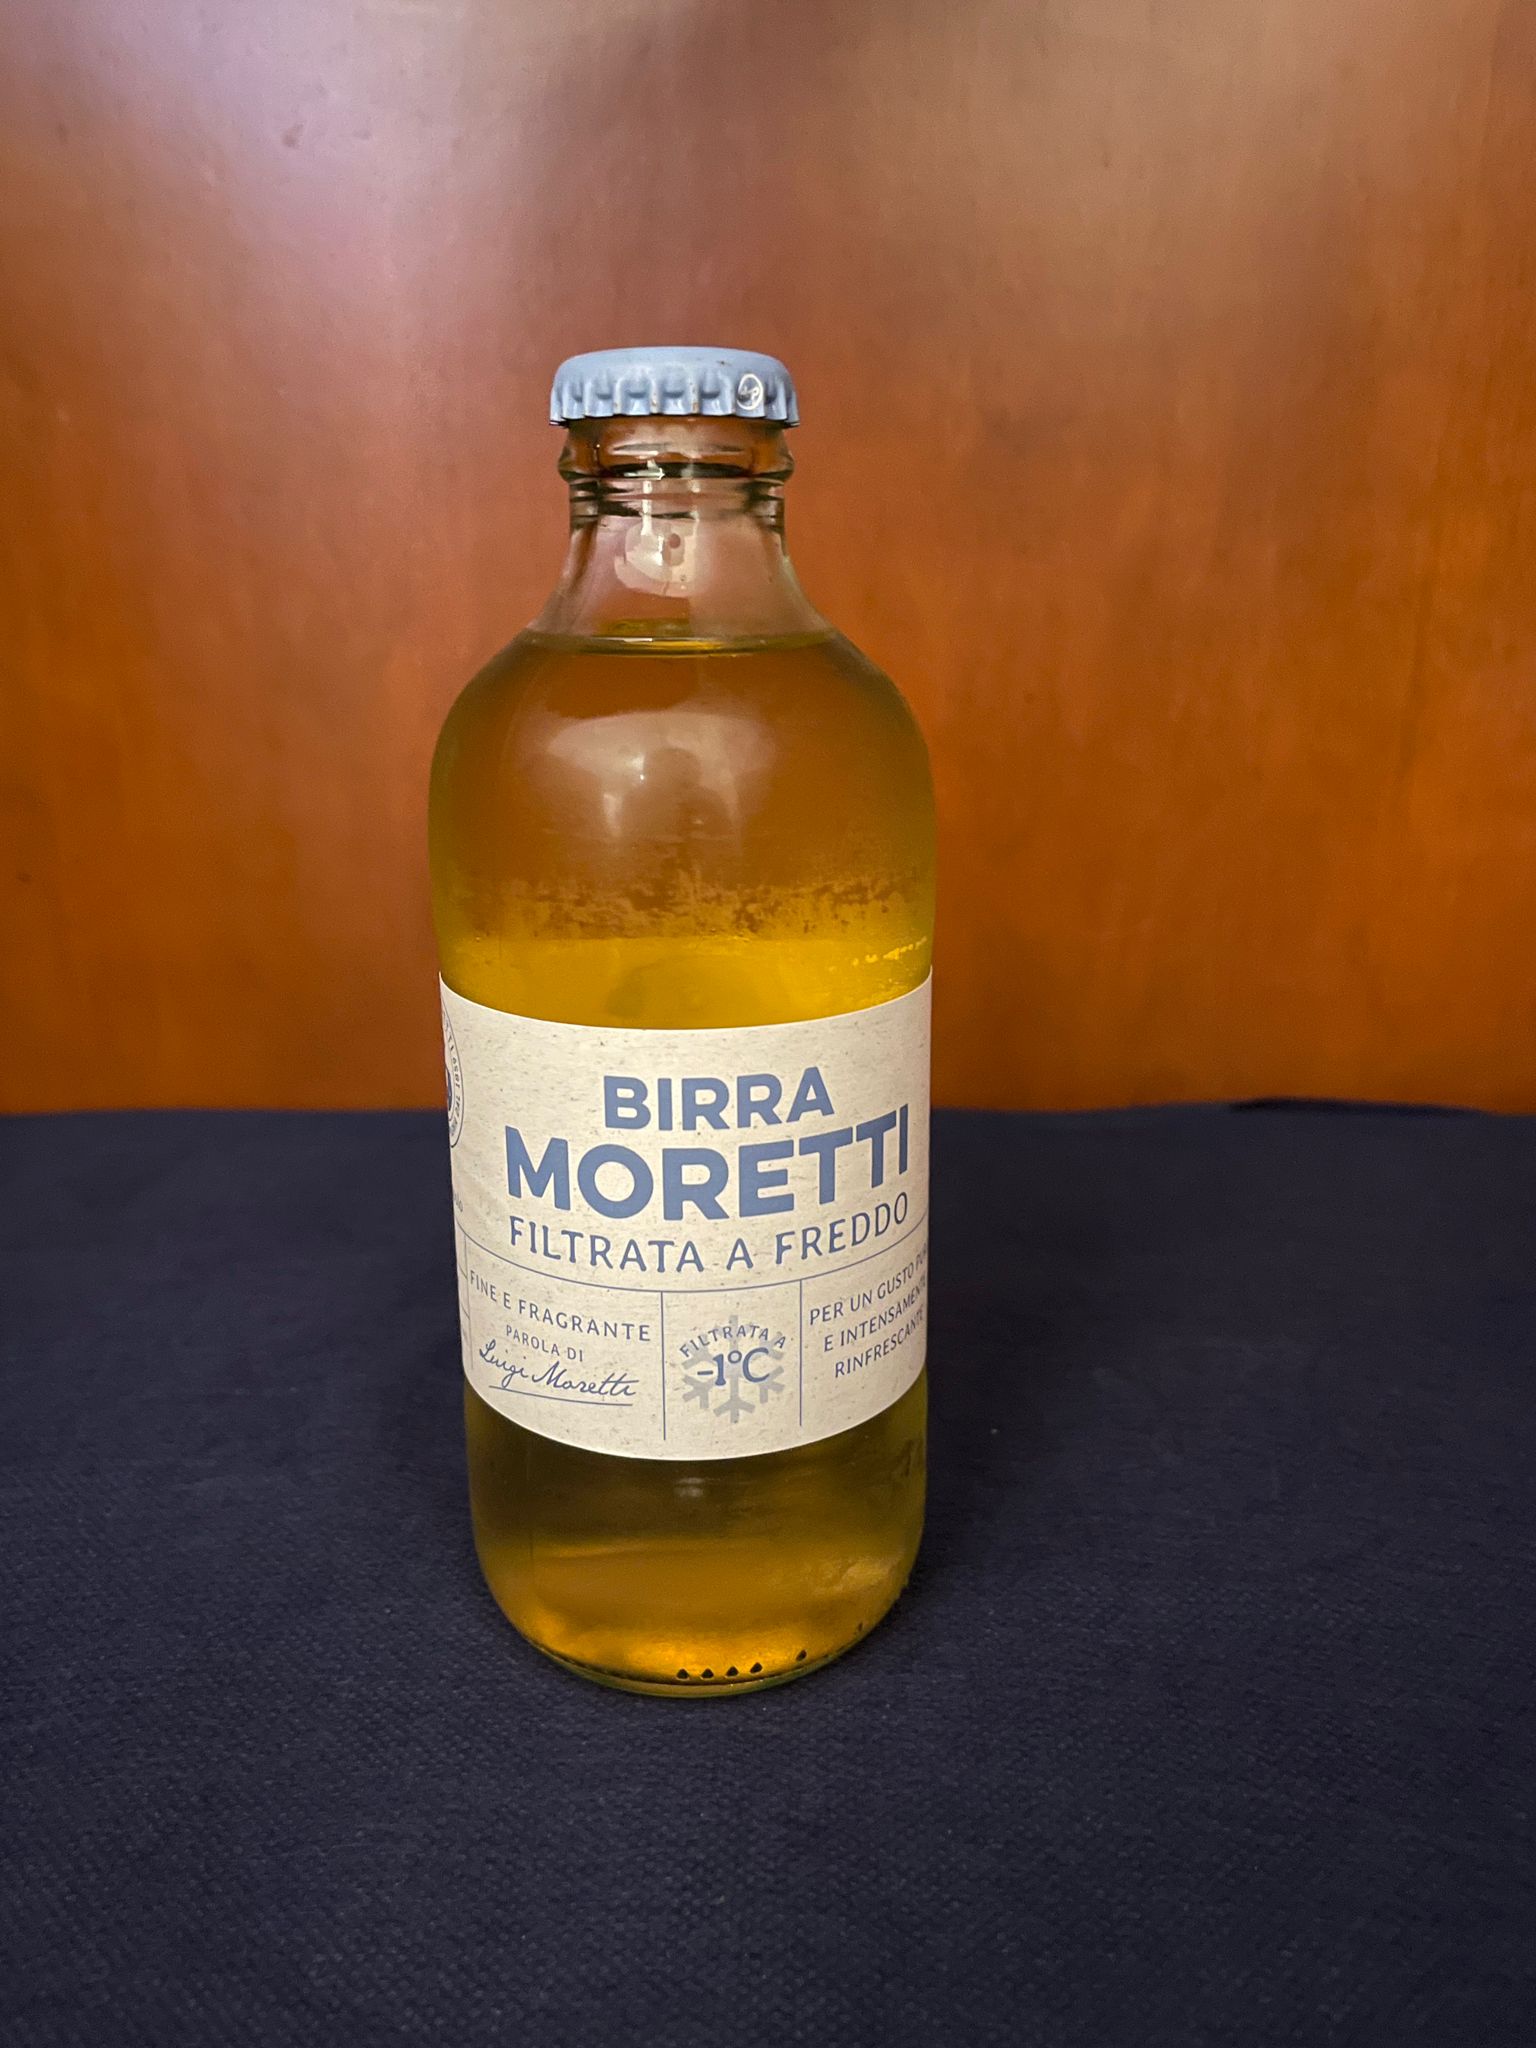 BIRRA
MORETTI
FILTRATA A FREDDO
FINE E FRAGRANTE
PAROLA DI
Luigi Moretti
FILTRATA A
-1°C
PER UN GUSTO
E INTENSAMENTE
RINFRESCANTE